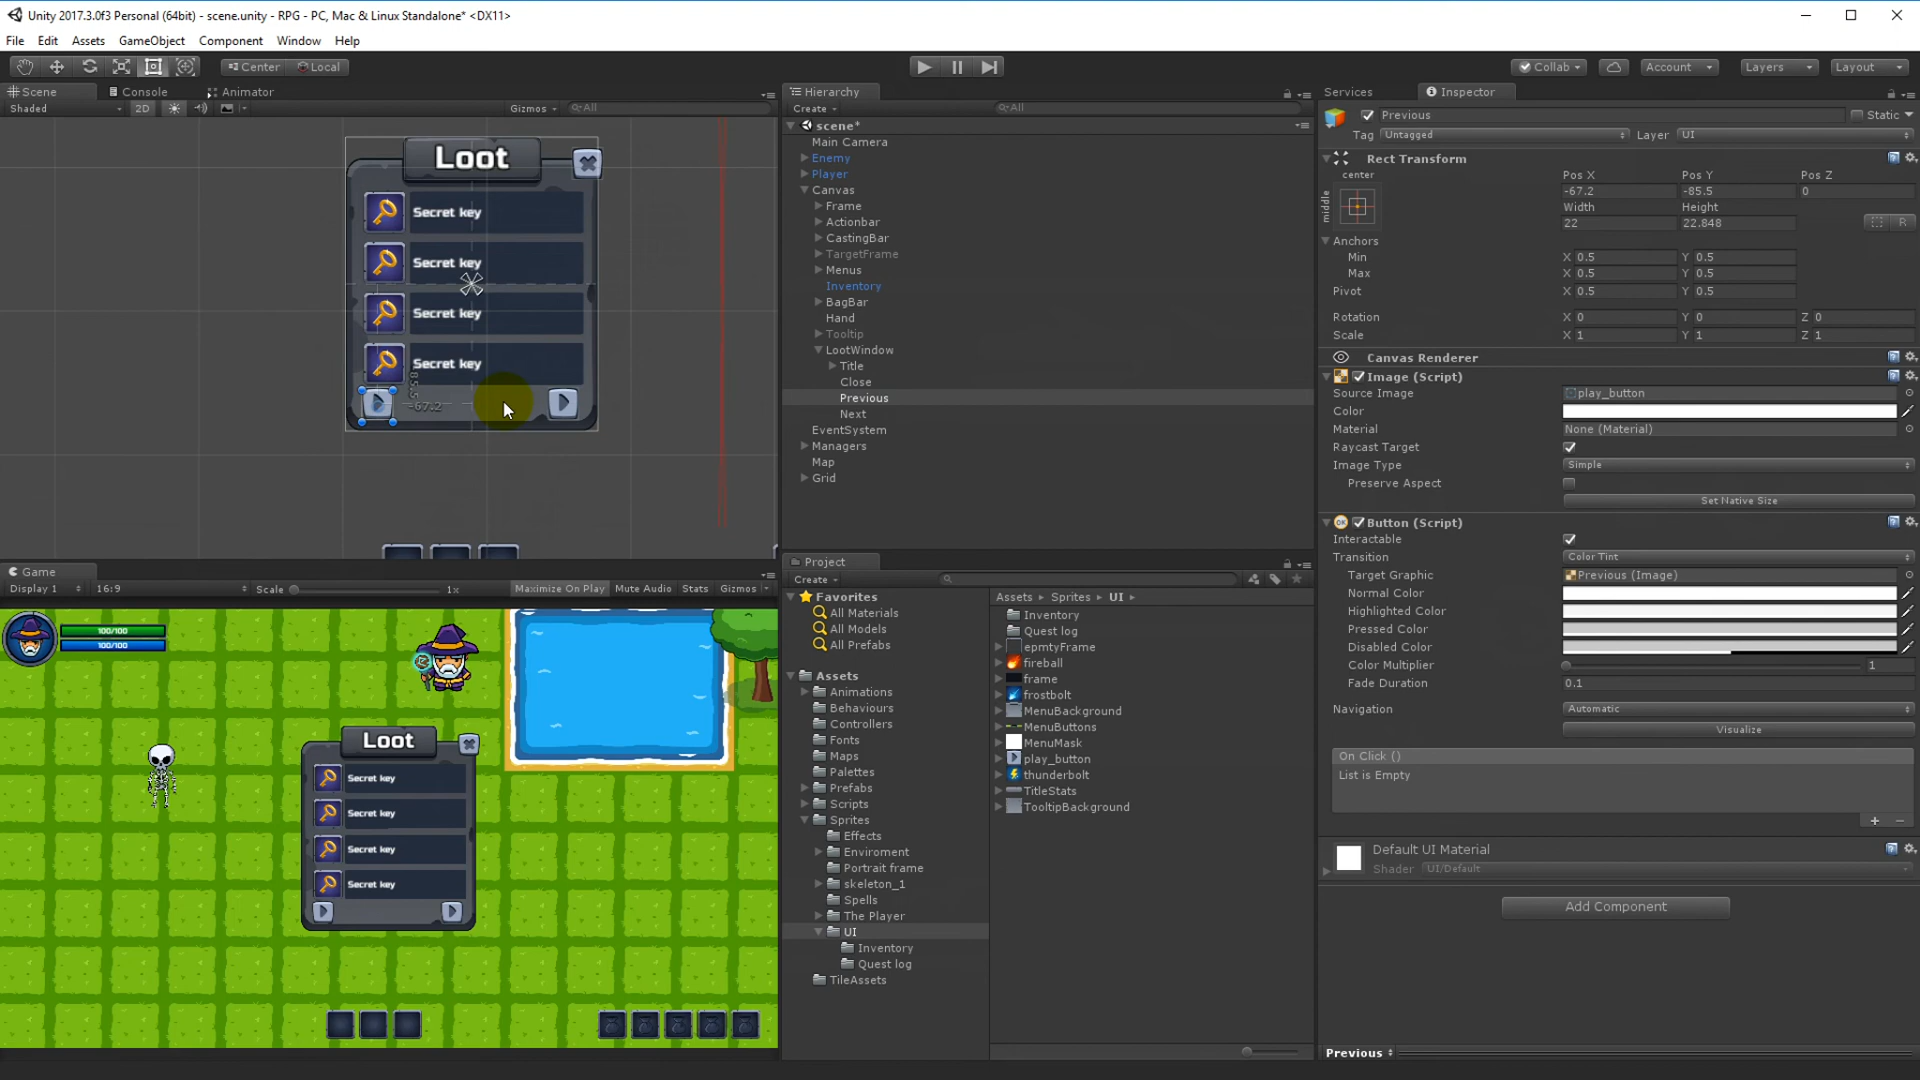 Unity 2017.3.0f3 Personal (64bit) - scene.unity - RPG - PC, Mac & Linux Standalone* <DX11>
File Edit Assets GameObject Component Window Help
Center Local
Collab Account Layers Layout
Scene Console Animator
Shaded 2D Gizmos All
Loot
Secret key
Secret key
Secret key
Secret key
85.5
-67.2
Game
Display 1 16:9 Scale 1x Maximize On Play Mute Audio Stats Gizmos
100/100
100/100
Loot
Secret key
Secret key
Secret key
Secret key
Hierarchy
Create All
scene*
Main Camera
Enemy
Player
Canvas
Frame
Actionbar
CastingBar
TargetFrame
Menus
Inventory
BagBar
Hand
Tooltip
LootWindow
Title
Close
Previous
Next
EventSystem
Managers
Map
Grid
Project
Create
Favorites
All Materials
All Models
All Prefabs
Assets
Animations
Behaviours
Controllers
Fonts
Maps
Palettes
Prefabs
Scripts
Sprites
Effects
Enviroment
Portrait frame
skeleton_1
Spells
The Player
UI
Inventory
Quest log
TileAssets
Assets Sprites UI
Inventory
Quest log
epmtyFrame
fireball
frame
frostbolt
MenuBackground
MenuButtons
MenuMask
play_button
thunderbolt
TitleStats
TooltipBackground
Services Inspector
Previous Static
Tag Untagged Layer UI
Rect Transform
center
middle
Pos X Pos Y Pos Z
-67.2 -85.5 0
Width Height
22 22.848 R
Anchors
Min X 0.5 Y 0.5
Max X 0.5 Y 0.5
Pivot X 0.5 Y 0.5
Rotation X 0 Y 0 Z 0
Scale X 1 Y 1 Z 1
Canvas Renderer
Image (Script)
Source Image play_button
Color
Material None (Material)
Raycast Target
Image Type Simple
Preserve Aspect
Set Native Size
OK Button (Script)
Interactable
Transition Color Tint
Target Graphic Previous (Image)
Normal Color
Highlighted Color
Pressed Color
Disabled Color
Color Multiplier 1
Fade Duration 0.1
Navigation Automatic
Visualize
On Click ()
List is Empty
Default UI Material
Shader UI/Default
Add Component
Previous